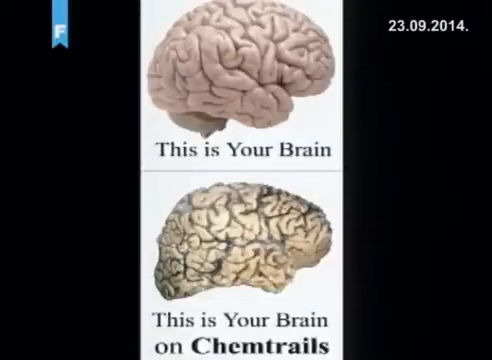 F
23.09.2014.
This is Your Brain
This is Your Brain
on Chemtrails